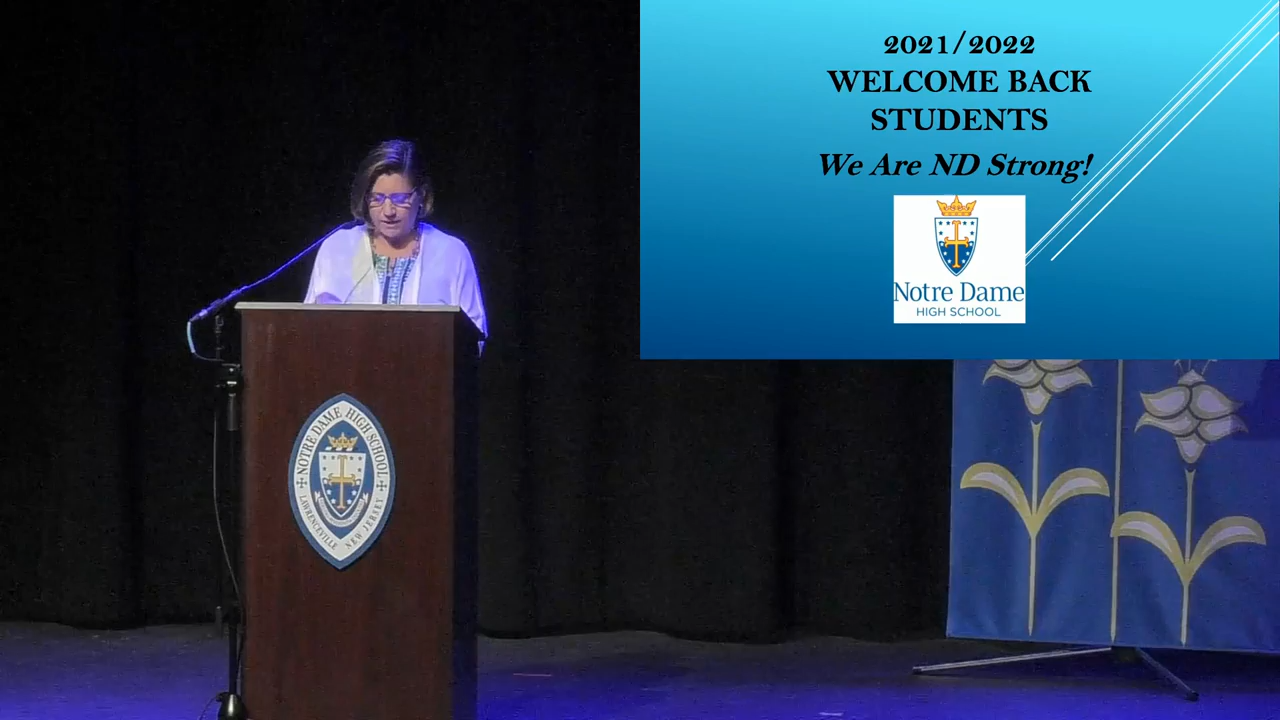 2021/2022
WELCOME BACK
STUDENTS
We Are ND Strong!
Notre Dame
HIGH SCHOOL
NOTRE DAME HIGH SCHOOL
LAWRENCEVILLE NEW JERSEY